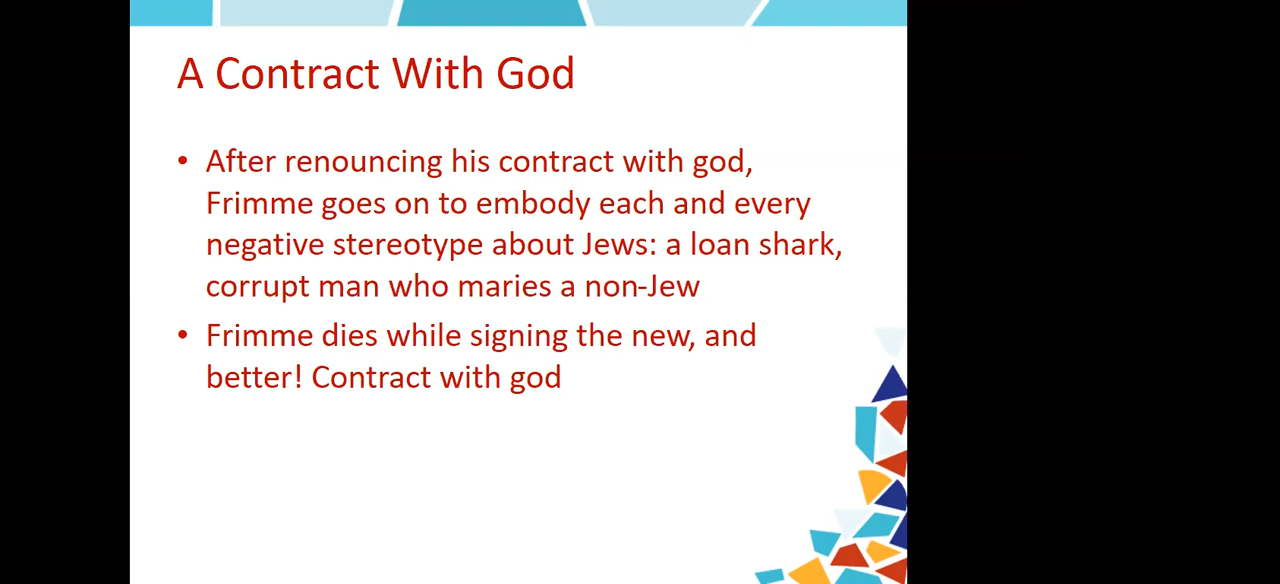 A Contract With God
• After renouncing his contract with god,
Frimme goes on to embody each and every
negative stereotype about Jews: a loan shark,
corrupt man who maries a non-Jew
• Frimme dies while signing the new, and
better! Contract with god